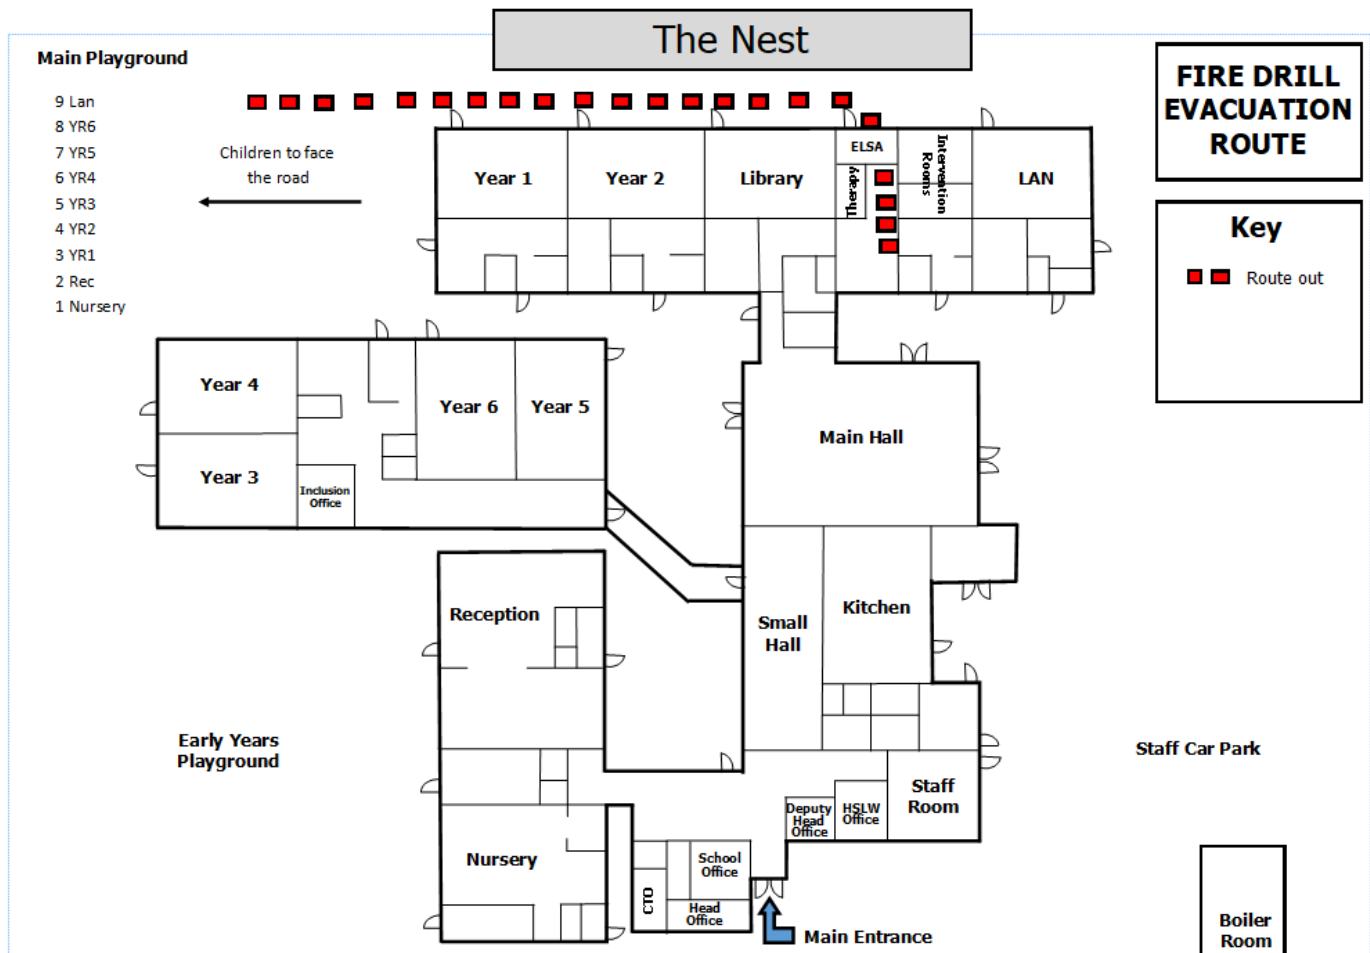 The Nest
Main Playground
FIRE DRILL
EVACUATION
ROUTE
9 Lan
8 YR6
7 YR5
6 YR4
5 YR3
4 YR2
3 YR1
2 Rec
1 Nursery
Children to face
the road
Year 1
Year 2
Library
ELSA
Therapy
Intervention
Rooms
LAN
Key
Route out
Year 4
Year 6
Year 5
Year 3
Inclusion
Office
Main Hall
Reception
Small
Hall
Kitchen
Early Years
Playground
Staff Car Park
Staff
Room
Deputy
Head
Office
HSLW
Office
Nursery
School
Office
CTO
Head
Office
Main Entrance
Boiler
Room